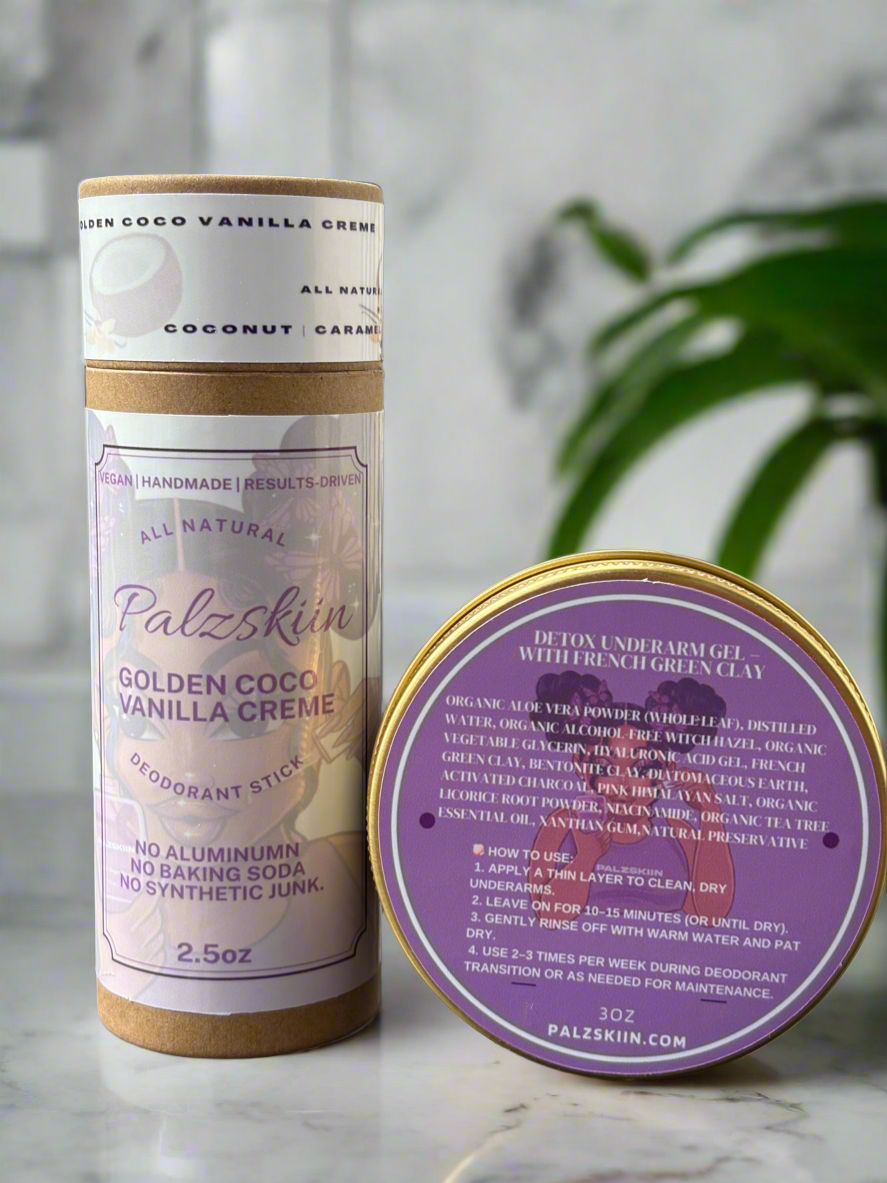 OLDEN COCO VANILLA CREME
ALL NATURA
COCONUT | CARAME
VEGAN | HANDMADE | RESULTS-DRIVEN
ALL NATURAL
Palzskiin
GOLDEN COCO
VANILLA CREME
DEODORANT STICK
NO ALUMINUMN
NO BAKING SODA
NO SYNTHETIC JUNK.
2.5oz
DETOX UNDERARM GEL –
WITH FRENCH GREEN CLAY
ORGANIC ALOE VERA POWDER (WHOLE-LEAF), DISTILLED
WATER, ORGANIC ALCOHOL-FREE WITCH HAZEL, ORGANIC
VEGETABLE GLYCERIN, HYALURONIC ACID GEL, FRENCH
GREEN CLAY, BENTONITE CLAY, DIATOMACEOUS EARTH,
ACTIVATED CHARCOAL, PINK HIMALAYAN SALT, ORGANIC
LICORICE ROOT POWDER, NIACINAMIDE, ORGANIC TEA TREE
ESSENTIAL OIL, XANTHAN GUM,NATURAL PRESERVATIVE
HOW TO USE:
PALZSKIIN
1. APPLY A THIN LAYER TO CLEAN, DRY
UNDERARMS.
2. LEAVE ON FOR 10–15 MINUTES (OR UNTIL DRY).
3. GENTLY RINSE OFF WITH WARM WATER AND PAT
DRY.
4. USE 2–3 TIMES PER WEEK DURING DEODORANT
TRANSITION OR AS NEEDED FOR MAINTENANCE.
3OZ
PALZSKIIN.COM